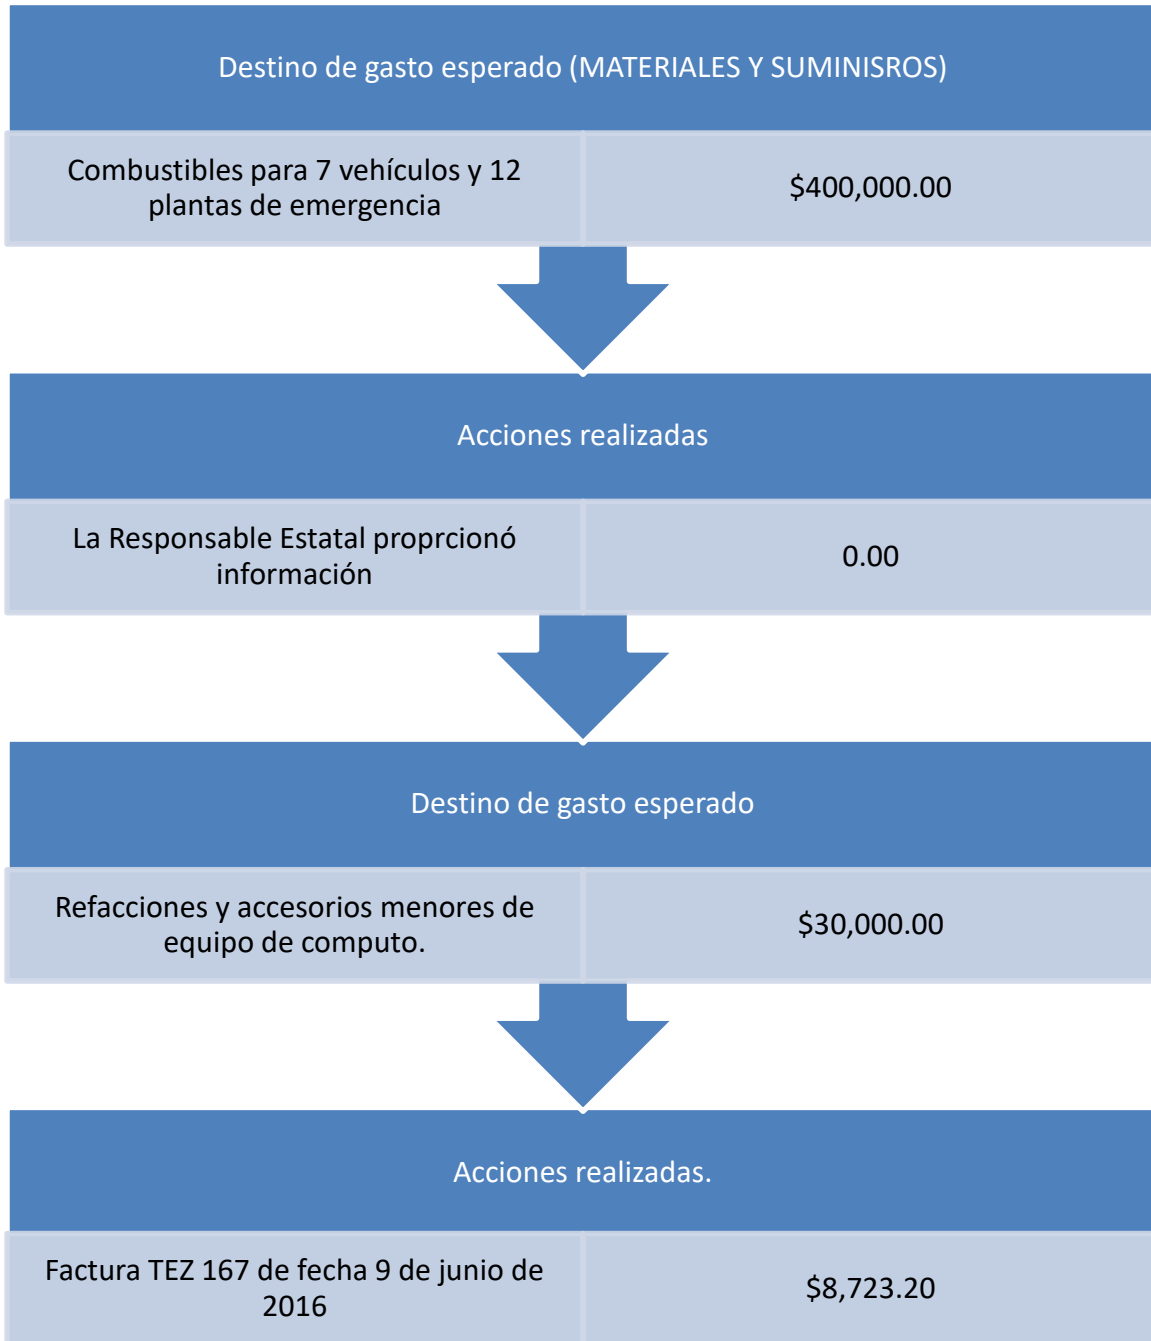 Destino de gasto esperado (MATERIALES Y SUMINISROS)
Combustibles para 7 vehículos y 12
plantas de emergencia
$400,000.00
Acciones realizadas
La Responsable Estatal proprcionó
información
0.00
Destino de gasto esperado
Refacciones y accesorios menores de
equipo de computo.
$30,000.00
Acciones realizadas.
Factura TEZ 167 de fecha 9 de junio de
2016
$8,723.20